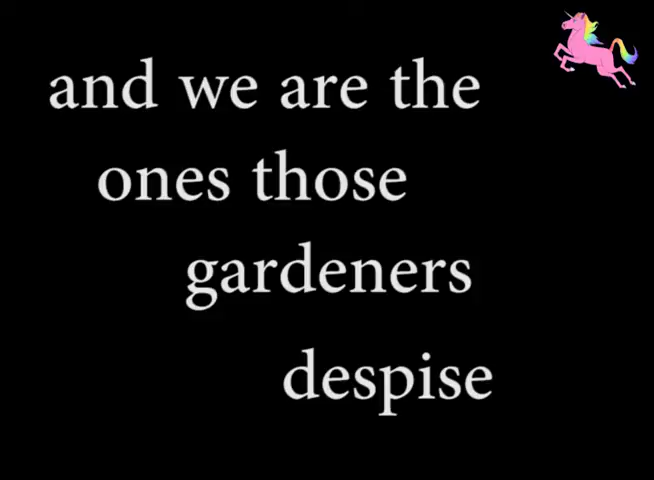 and we are the
ones those
gardeners
despise